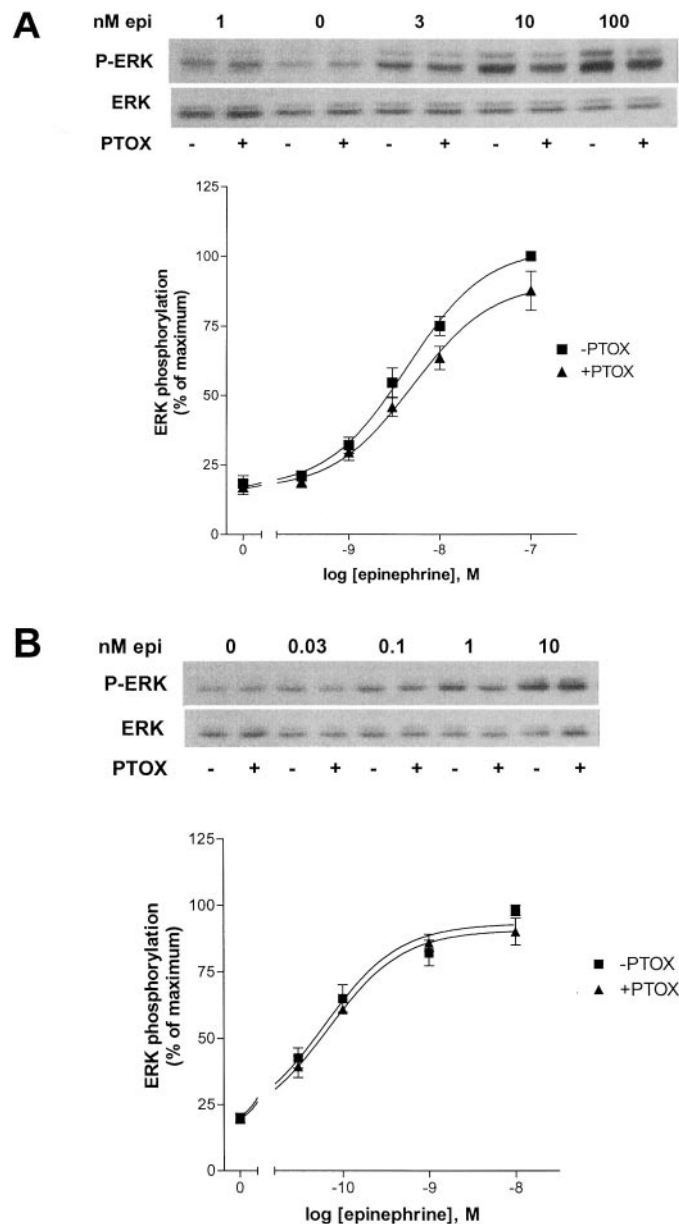 A
nM epi 1 0 3 10 100
P-ERK
ERK
PTOX - + - + - + - + - +
125
100
75
50
25
0
ERK phosphorylation
(% of maximum)
-PTOX
+PTOX
0 -9 -8 -7
log [epinephrine], M
B
nM epi 0 0.03 0.1 1 10
P-ERK
ERK
PTOX - + - + - + - + - +
125
100
75
50
25
0
ERK phosphorylation
(% of maximum)
-PTOX
+PTOX
0 -10 -9 -8
log [epinephrine], M